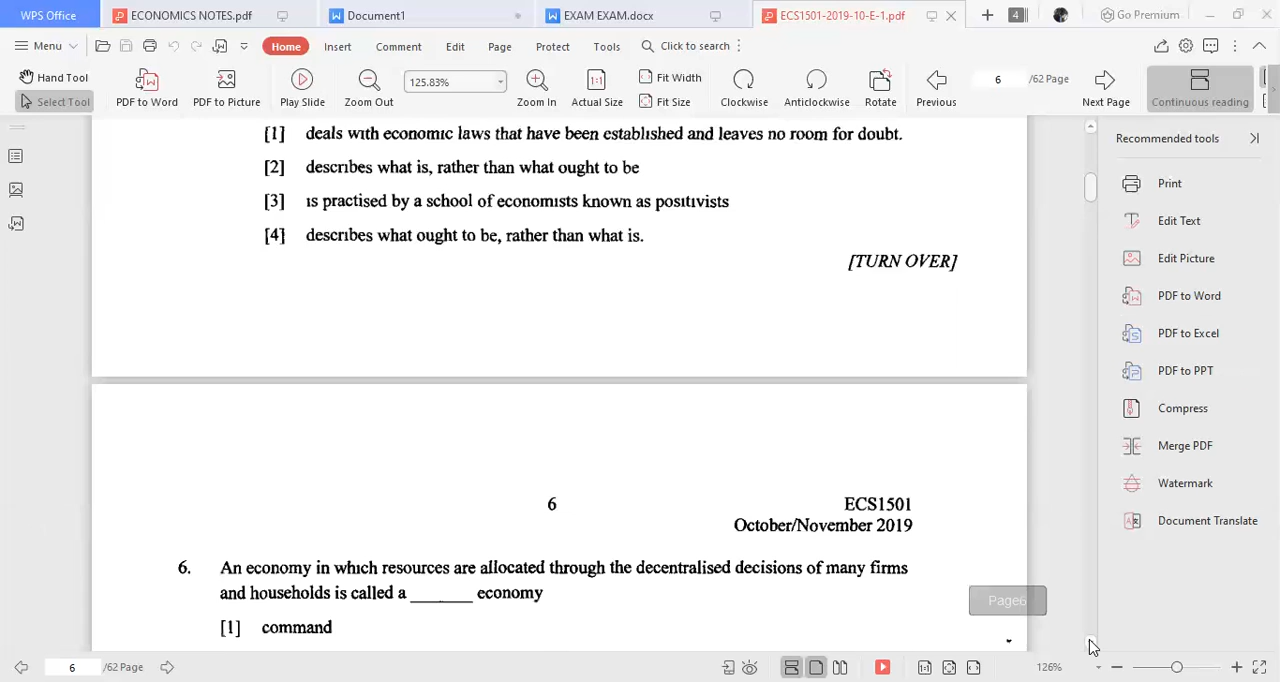 WPS Office ECONOMICS NOTES.pdf Document1 EXAM EXAM.docx ECS1501-2019-10-E-1.pdf 4 Go Premium
Menu Home Insert Comment Edit Page Protect Tools Click to search
Hand Tool 125.83% Fit Width 6 /62 Page
Select Tool PDF to Word PDF to Picture Play Slide Zoom Out Zoom In Actual Size Fit Size Clockwise Anticlockwise Rotate Previous Next Page Continuous reading
[1] deals with economic laws that have been established and leaves no room for doubt.
[2] describes what is, rather than what ought to be
[3] is practised by a school of economists known as positivists
[4] describes what ought to be, rather than what is.
[TURN OVER]
6 ECS1501
October/November 2019
6. An economy in which resources are allocated through the decentralised decisions of many firms
and households is called a _______ economy
[1] command
Page6
Recommended tools
Print
Edit Text
Edit Picture
PDF to Word
PDF to Excel
PDF to PPT
Compress
Merge PDF
Watermark
Document Translate
6 /62 Page 126%